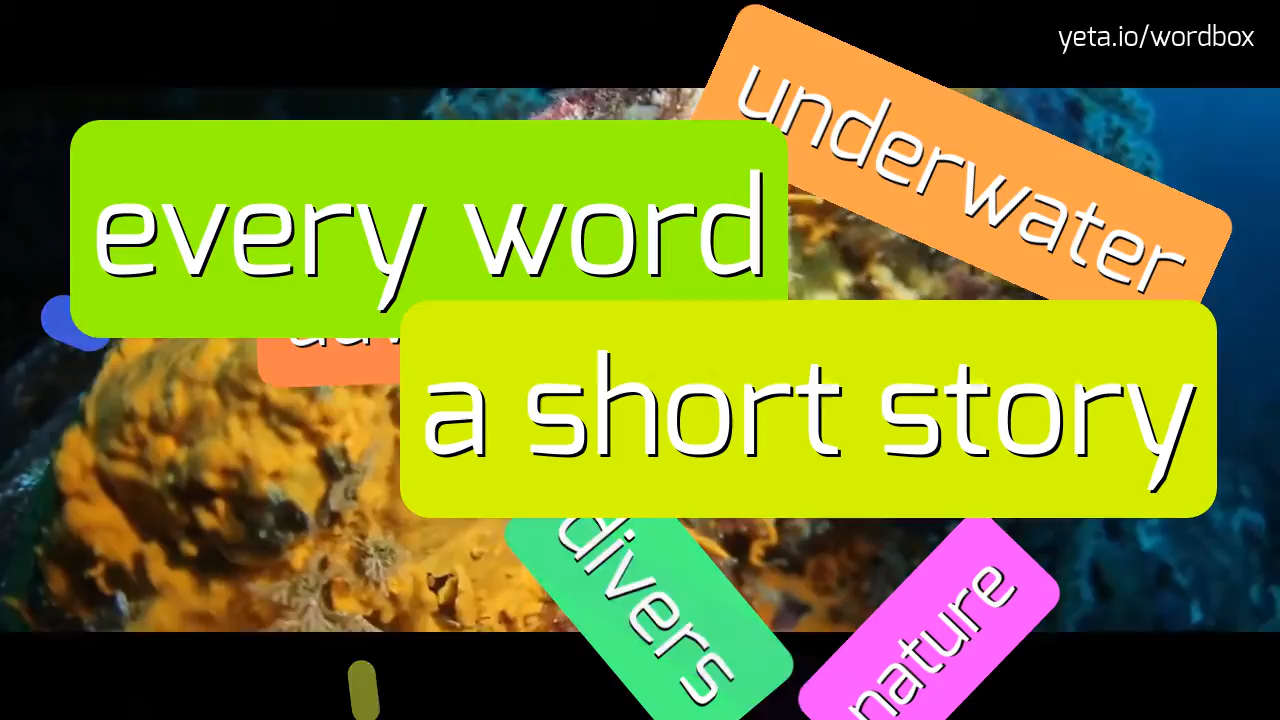 yeta.io/wordbox
underwater
every word
a short story
divers
nature